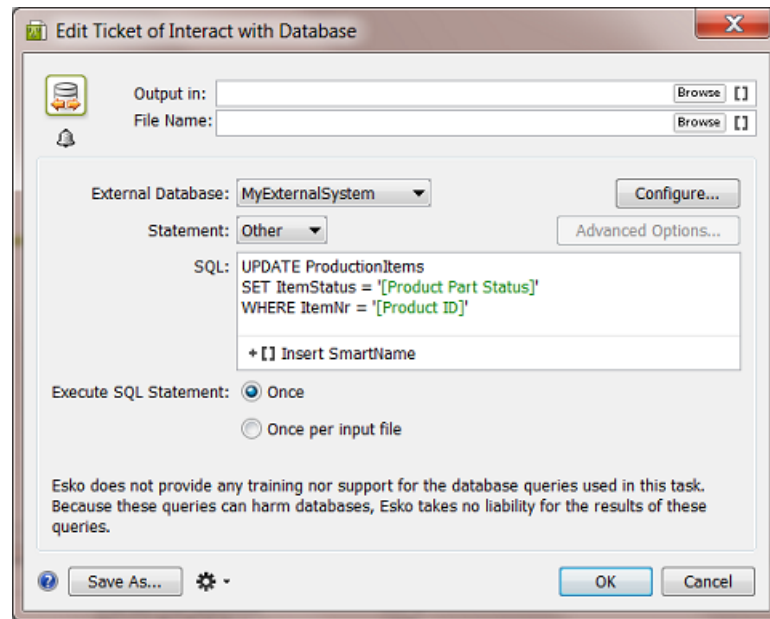 Edit Ticket of Interact with Database
Output in: Browse []
File Name: Browse []
External Database: MyExternalSystem Configure...
Statement: Other Advanced Options...
SQL: UPDATE ProductionItems
SET ItemStatus = '[Product Part Status]'
WHERE ItemNr = '[Product ID]'
+[] Insert SmartName
Execute SQL Statement: Once
Once per input file
Esko does not provide any training nor support for the database queries used in this task.
Because these queries can harm databases, Esko takes no liability for the results of these
queries.
? Save As... OK Cancel